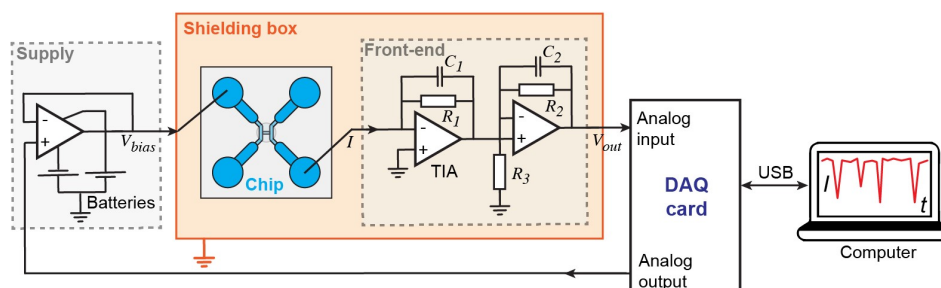 Shielding box
Supply
Front-end
C1
C2
R1
R2
-
+
-
+
-
+
Vbias
I
Vout
TIA
R3
Chip
Batteries
Analog
input
DAQ
card
USB
I
t
Computer
Analog
output